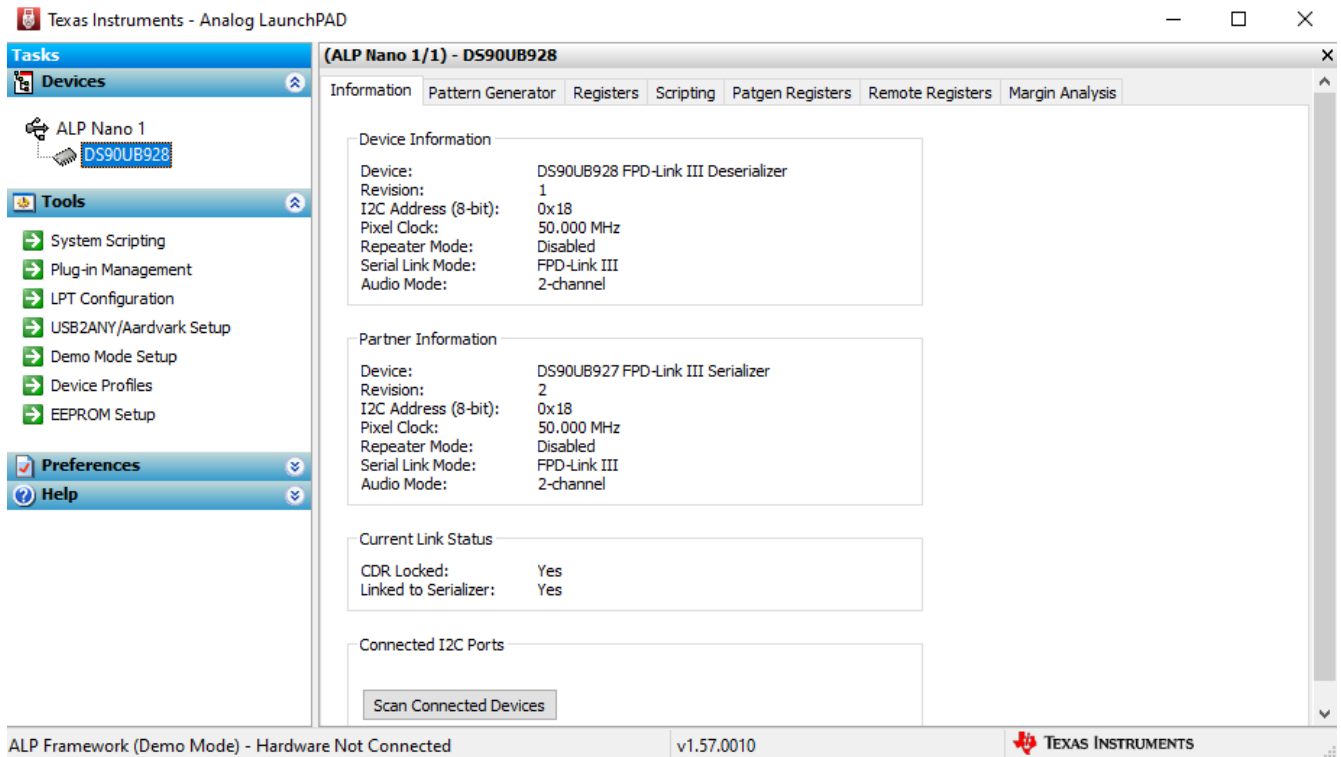 Texas Instruments - Analog LaunchPAD
Tasks
Devices
ALP Nano 1
DS90UB928
Tools
System Scripting
Plug-in Management
LPT Configuration
USB2ANY/Aardvark Setup
Demo Mode Setup
Device Profiles
EEPROM Setup
Preferences
Help
(ALP Nano 1/1) - DS90UB928
Information Pattern Generator Registers Scripting Patgen Registers Remote Registers Margin Analysis
Device Information
Device: DS90UB928 FPD-Link III Deserializer
Revision: 1
I2C Address (8-bit): 0x18
Pixel Clock: 50.000 MHz
Repeater Mode: Disabled
Serial Link Mode: FPD-Link III
Audio Mode: 2-channel
Partner Information
Device: DS90UB927 FPD-Link III Serializer
Revision: 2
I2C Address (8-bit): 0x18
Pixel Clock: 50.000 MHz
Repeater Mode: Disabled
Serial Link Mode: FPD-Link III
Audio Mode: 2-channel
Current Link Status
CDR Locked: Yes
Linked to Serializer: Yes
Connected I2C Ports
Scan Connected Devices
ALP Framework (Demo Mode) - Hardware Not Connected v1.57.0010 TEXAS INSTRUMENTS